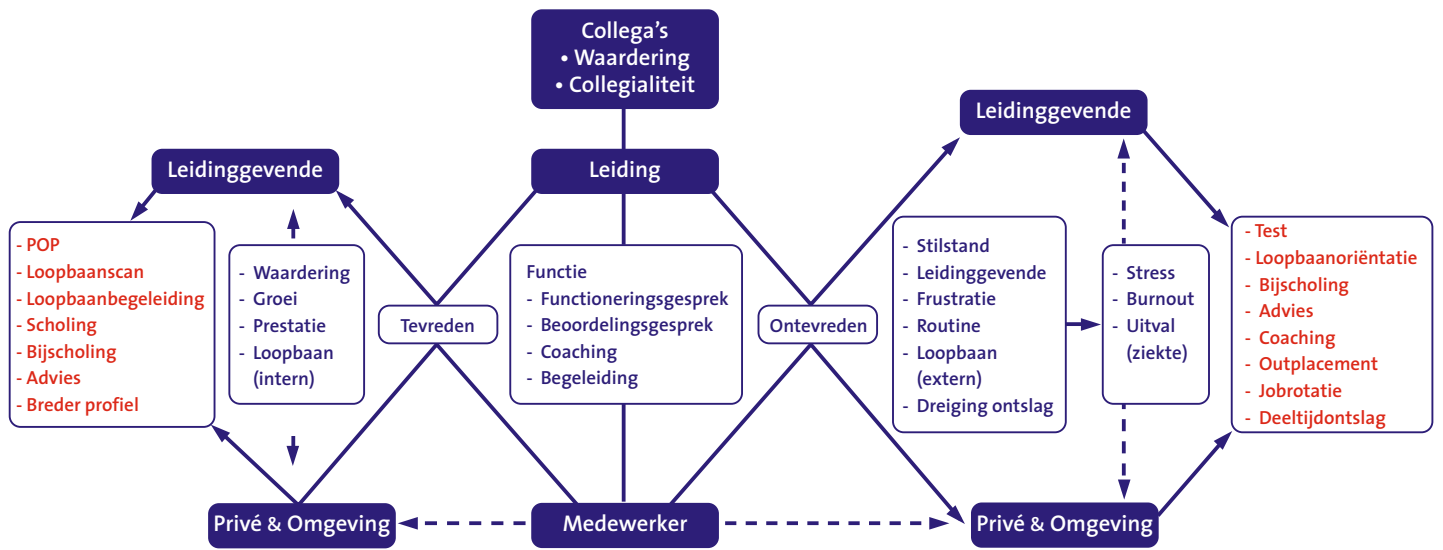 Collega's
• Waardering
• Collegialiteit
Leidinggevende
Leidinggevende
Leiding
- POP
- Loopbaanscan
- Loopbaanbegeleiding
- Scholing
- Bijscholing
- Advies
- Breder profiel
- Waardering
- Groei
- Prestatie
- Loopbaan
(intern)
Tevreden
Functie
- Functioneringsgesprek
- Beoordelingsgesprek
- Coaching
- Begeleiding
Ontevreden
- Stilstand
- Leidinggevende
- Frustratie
- Routine
- Loopbaan
(extern)
- Dreiging ontslag
- Stress
- Burnout
- Uitval
(ziekte)
- Test
- Loopbaanoriëntatie
- Bijscholing
- Advies
- Coaching
- Outplacement
- Jobrotatie
- Deeltijdontslag
Privé & Omgeving
Medewerker
Privé & Omgeving